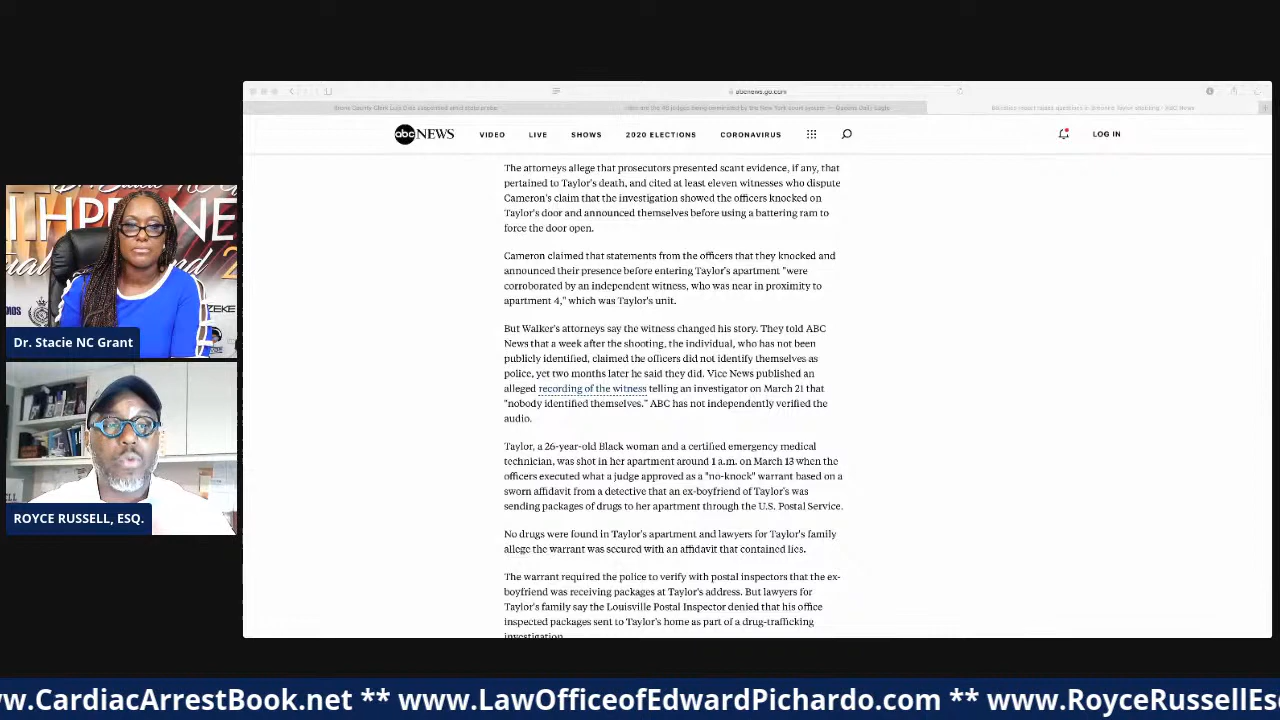 abcnews.go.com
abc NEWS VIDEO LIVE SHOWS 2020 ELECTIONS CORONAVIRUS LOG IN
The attorneys allege that prosecutors presented scant evidence, if any, that
pertained to Taylor's death, and cited at least eleven witnesses who dispute
Cameron's claim that the investigation showed the officers knocked on
Taylor's door and announced themselves before using a battering ram to
force the door open.
Cameron claimed that statements from the officers that they knocked and
announced their presence before entering Taylor's apartment "were
corroborated by an independent witness, who was near in proximity to
apartment 4," which was Taylor's unit.
But Walker's attorneys say the witness changed his story. They told ABC
News that a week after the shooting, the individual, who has not been
publicly identified, claimed the officers did not identify themselves as
police, yet two months later he said they did. Vice News published an
alleged recording of the witness telling an investigator on March 21 that
"nobody identified themselves." ABC has not independently verified the
audio.
Taylor, a 26-year-old Black woman and a certified emergency medical
technician, was shot in her apartment around 1 a.m. on March 13 when the
officers executed what a judge approved as a "no-knock" warrant based on a
sworn affidavit from a detective that an ex-boyfriend of Taylor's was
sending packages of drugs to her apartment through the U.S. Postal Service.
No drugs were found in Taylor's apartment and lawyers for Taylor's family
allege the warrant was secured with an affidavit that contained lies.
The warrant required the police to verify with postal inspectors that the ex-
boyfriend was receiving packages at Taylor's address. But lawyers for
Taylor's family say the Louisville Postal Inspector denied that his office
inspected packages sent to Taylor's home as part of a drug-trafficking
investigation.
Dr. Stacie NC Grant
ROYCE RUSSELL, ESQ.
w.CardiacArrestBook.net ** www.LawOfficeofEdwardPichardo.com ** www.RoyceRussellEs